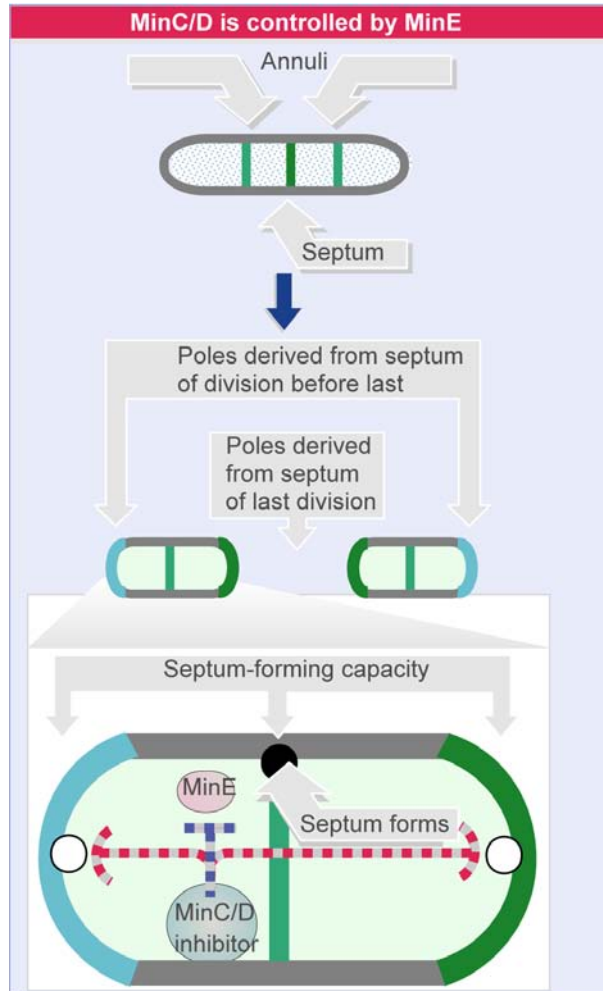 MinC/D is controlled by MinE
Annuli
Septum
Poles derived from septum
of division before last
Poles derived
from septum
of last division
Septum-forming capacity
MinE
Septum forms
MinC/D
inhibitor